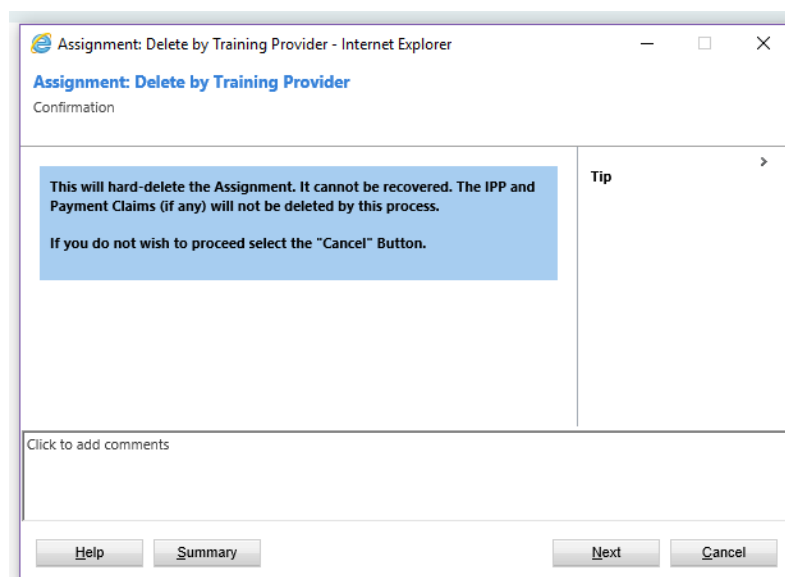 Assignment: Delete by Training Provider - Internet Explorer
Assignment: Delete by Training Provider
Confirmation
This will hard-delete the Assignment. It cannot be recovered. The IPP and
Payment Claims (if any) will not be deleted by this process.
If you do not wish to proceed select the "Cancel" Button.
Tip
Click to add comments
Help
Summary
Next
Cancel